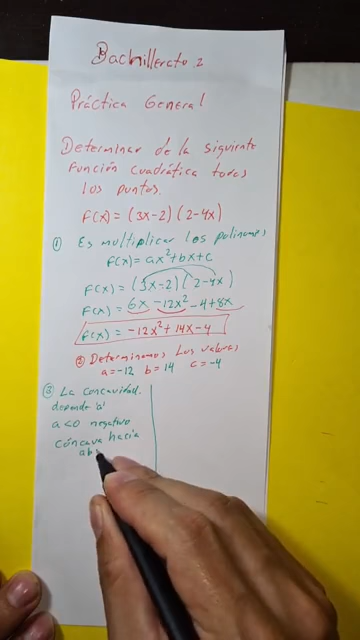 Bachillerato 2
Práctica General
Determinar de la siguiente
función cuadrática todos
los puntos.
F(x) = (3x-2)(2-4x)
① Es multiplicar los polinomios
F(x) = ax²+bx+c
F(x) = (3x-2)(2-4x)
F(x) = 6x -12x² -4+8x
F(x) = -12x²+14x-4
② Determinamos los valores
a=-12 b=14 c=-4
③ La concavidad.
depende "a"
a<0 negativo
cóncava hacia
ab